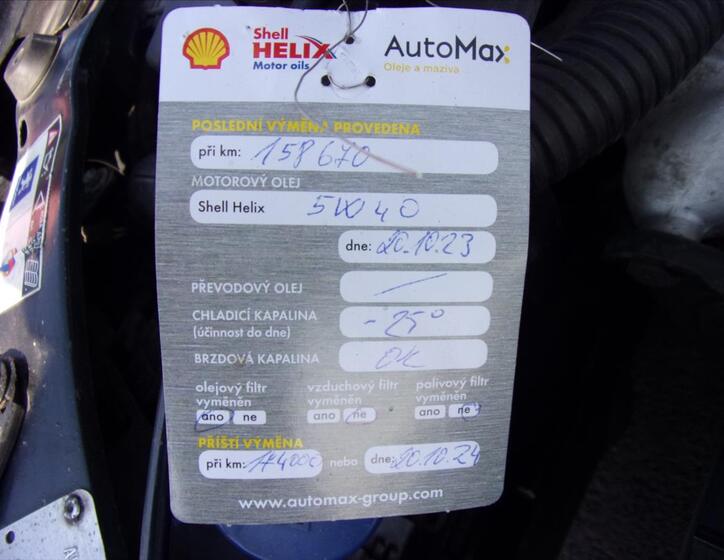 Shell
HELIX
Motor oils
AutoMax
Oleje a maziva
POSLEDNÍ VÝMĚNA PROVEDENA
při km: 158670
MOTOROVÝ OLEJ
Shell Helix 5W40
dne: 20.10.23
PŘEVODOVÝ OLEJ —
CHLADICÍ KAPALINA
(účinnost do dne) -25°
BRZDOVÁ KAPALINA OK
olejový filtr vyměněn ano ne
vzduchový filtr vyměněn ano ne
palivový filtr vyměněn ano ne
PŘÍŠTÍ VÝMĚNA
při km: 174000 nebo dne: 20.10.24
www.automax-group.com